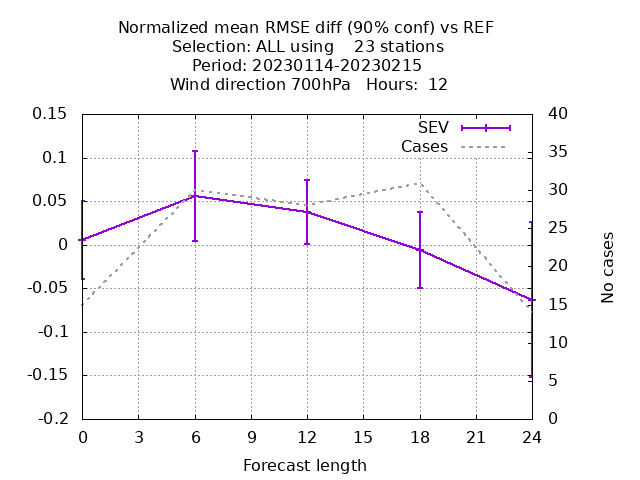 Normalized mean RMSE diff (90% conf) vs REF
Selection: ALL using    23 stations
Period: 20230114-20230215
Wind direction 700hPa   Hours:  12
SEV
Cases
0.15
0.1
0.05
0
-0.05
-0.1
-0.15
-0.2
40
35
30
25
20
15
10
5
0
No cases
0 3 6 9 12 15 18 21 24
Forecast length